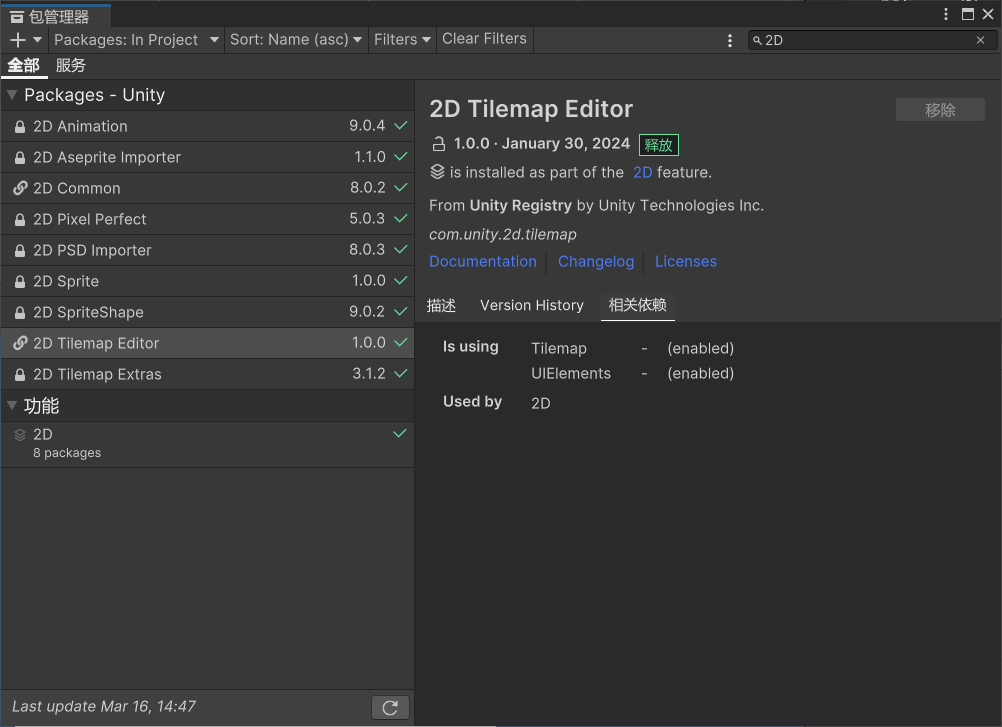 包管理器
Packages: In Project Sort: Name (asc) Filters Clear Filters 2D
全部 服务
Packages - Unity
2D Animation 9.0.4
2D Aseprite Importer 1.1.0
2D Common 8.0.2
2D Pixel Perfect 5.0.3
2D PSD Importer 8.0.3
2D Sprite 1.0.0
2D SpriteShape 9.0.2
2D Tilemap Editor 1.0.0
2D Tilemap Extras 3.1.2
功能
2D
8 packages
Last update Mar 16, 14:47
2D Tilemap Editor 移除
1.0.0 · January 30, 2024 释放
is installed as part of the 2D feature.
From Unity Registry by Unity Technologies Inc.
com.unity.2d.tilemap
Documentation Changelog Licenses
描述 Version History 相关依赖
Is using Tilemap - (enabled)
UIElements - (enabled)
Used by 2D